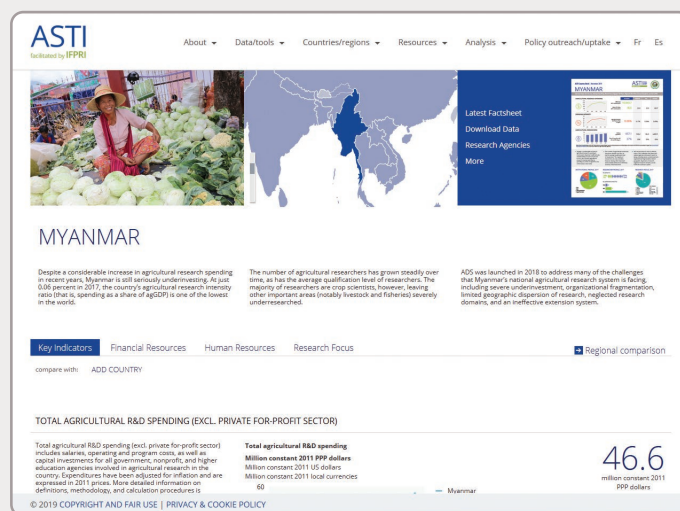 ASTI
facilitated by IFPRI
About Data/tools Countries/regions Resources Analysis Policy outreach/uptake Fr Es
Latest Factsheet
Download Data
Research Agencies
More
ASTI
MYANMAR
MYANMAR
Despite a considerable increase in agricultural research spending
in recent years, Myanmar is still seriously underinvesting. At just
0.06 percent in 2017, the country's agricultural research intensity
ratio (that is, spending as a share of agGDP) is one of the lowest
in the world.
The number of agricultural researchers has grown steadily over
time, as has the average qualification level of researchers. The
majority of researchers are crop scientists, however, leaving
other important areas (notably livestock and fisheries) severely
underresearched.
ADS was launched in 2018 to address many of the challenges
that Myanmar's national agricultural research system is facing,
including severe underinvestment, organizational fragmentation,
limited geographic dispersion of research, neglected research
domains, and an ineffective extension system.
Key Indicators Financial Resources Human Resources Research Focus
Regional comparison
compare with: ADD COUNTRY
TOTAL AGRICULTURAL R&D SPENDING (EXCL. PRIVATE FOR-PROFIT SECTOR)
Total agricultural R&D spending (excl. private for-profit sector)
includes salaries, operating and program costs, as well as
capital investments for all government, nonprofit, and higher
education agencies involved in agricultural research in the
country. Expenditures have been adjusted for inflation and are
expressed in 2011 prices. More detailed information on
definitions, methodology, and calculation procedures is
Total agricultural R&D spending
Million constant 2011 PPP dollars
Million constant 2011 US dollars
Million constant 2011 local currencies
60
Myanmar
46.6
million constant 2011
PPP dollars
© 2019 COPYRIGHT AND FAIR USE | PRIVACY & COOKIE POLICY